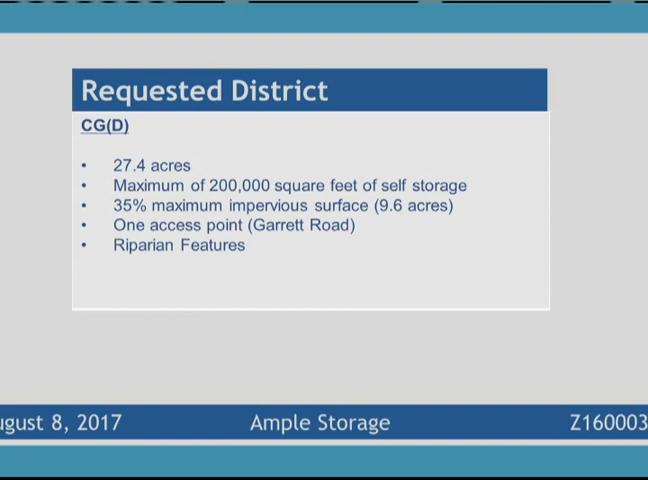 Requested District
CG(D)
• 27.4 acres
• Maximum of 200,000 square feet of self storage
• 35% maximum impervious surface (9.6 acres)
• One access point (Garrett Road)
• Riparian Features
ugust 8, 2017 Ample Storage Z160003